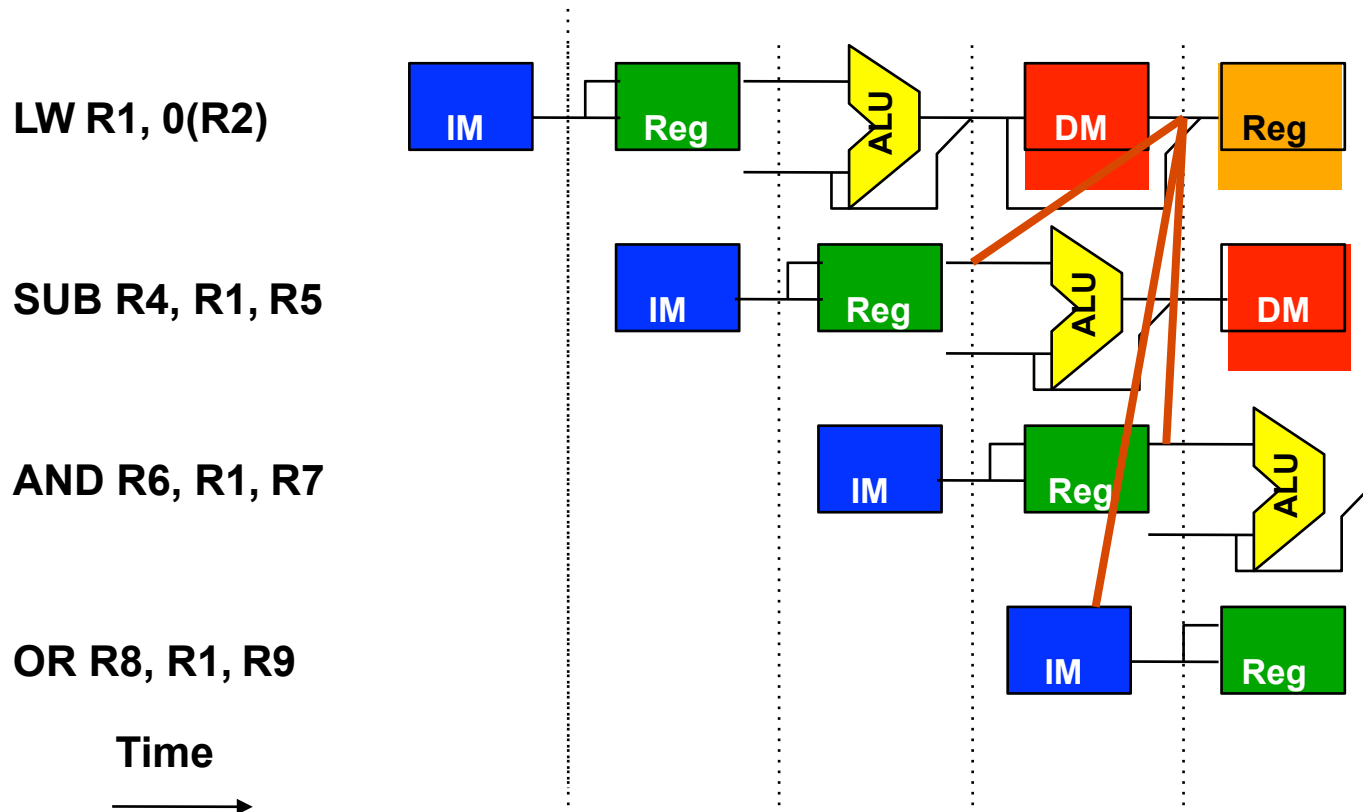 LW R1, 0(R2) IM Reg ALU DM Reg
SUB R4, R1, R5 IM Reg ALU DM
AND R6, R1, R7 IM Reg ALU
OR R8, R1, R9 IM Reg
Time